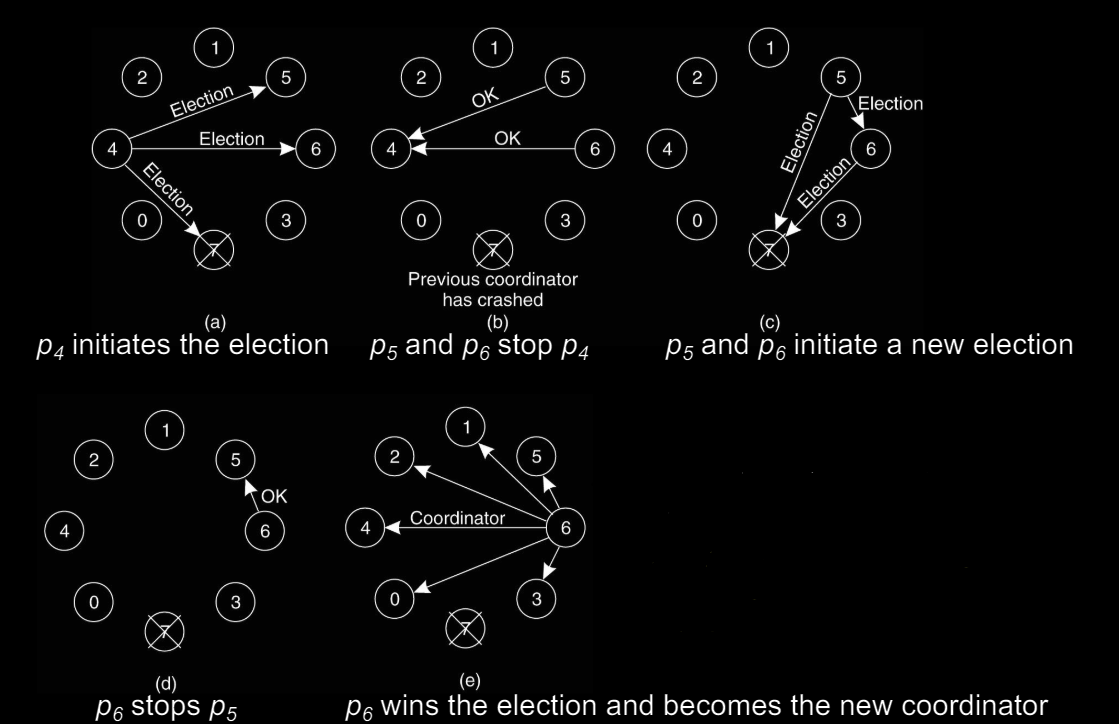 1
2
5
Election
4
Election
6
Election
0
3
7
(a)
p4 initiates the election
1
2
5
OK
4
OK
6
0
3
7
Previous coordinator
has crashed
(b)
p5 and p6 stop p4
1
2
5
Election
4
Election
6
Election
0
3
7
(c)
p5 and p6 initiate a new election
1
2
5
OK
4
6
0
3
7
(d)
p6 stops p5
1
2
5
4
Coordinator
6
0
3
7
(e)
p6 wins the election and becomes the new coordinator